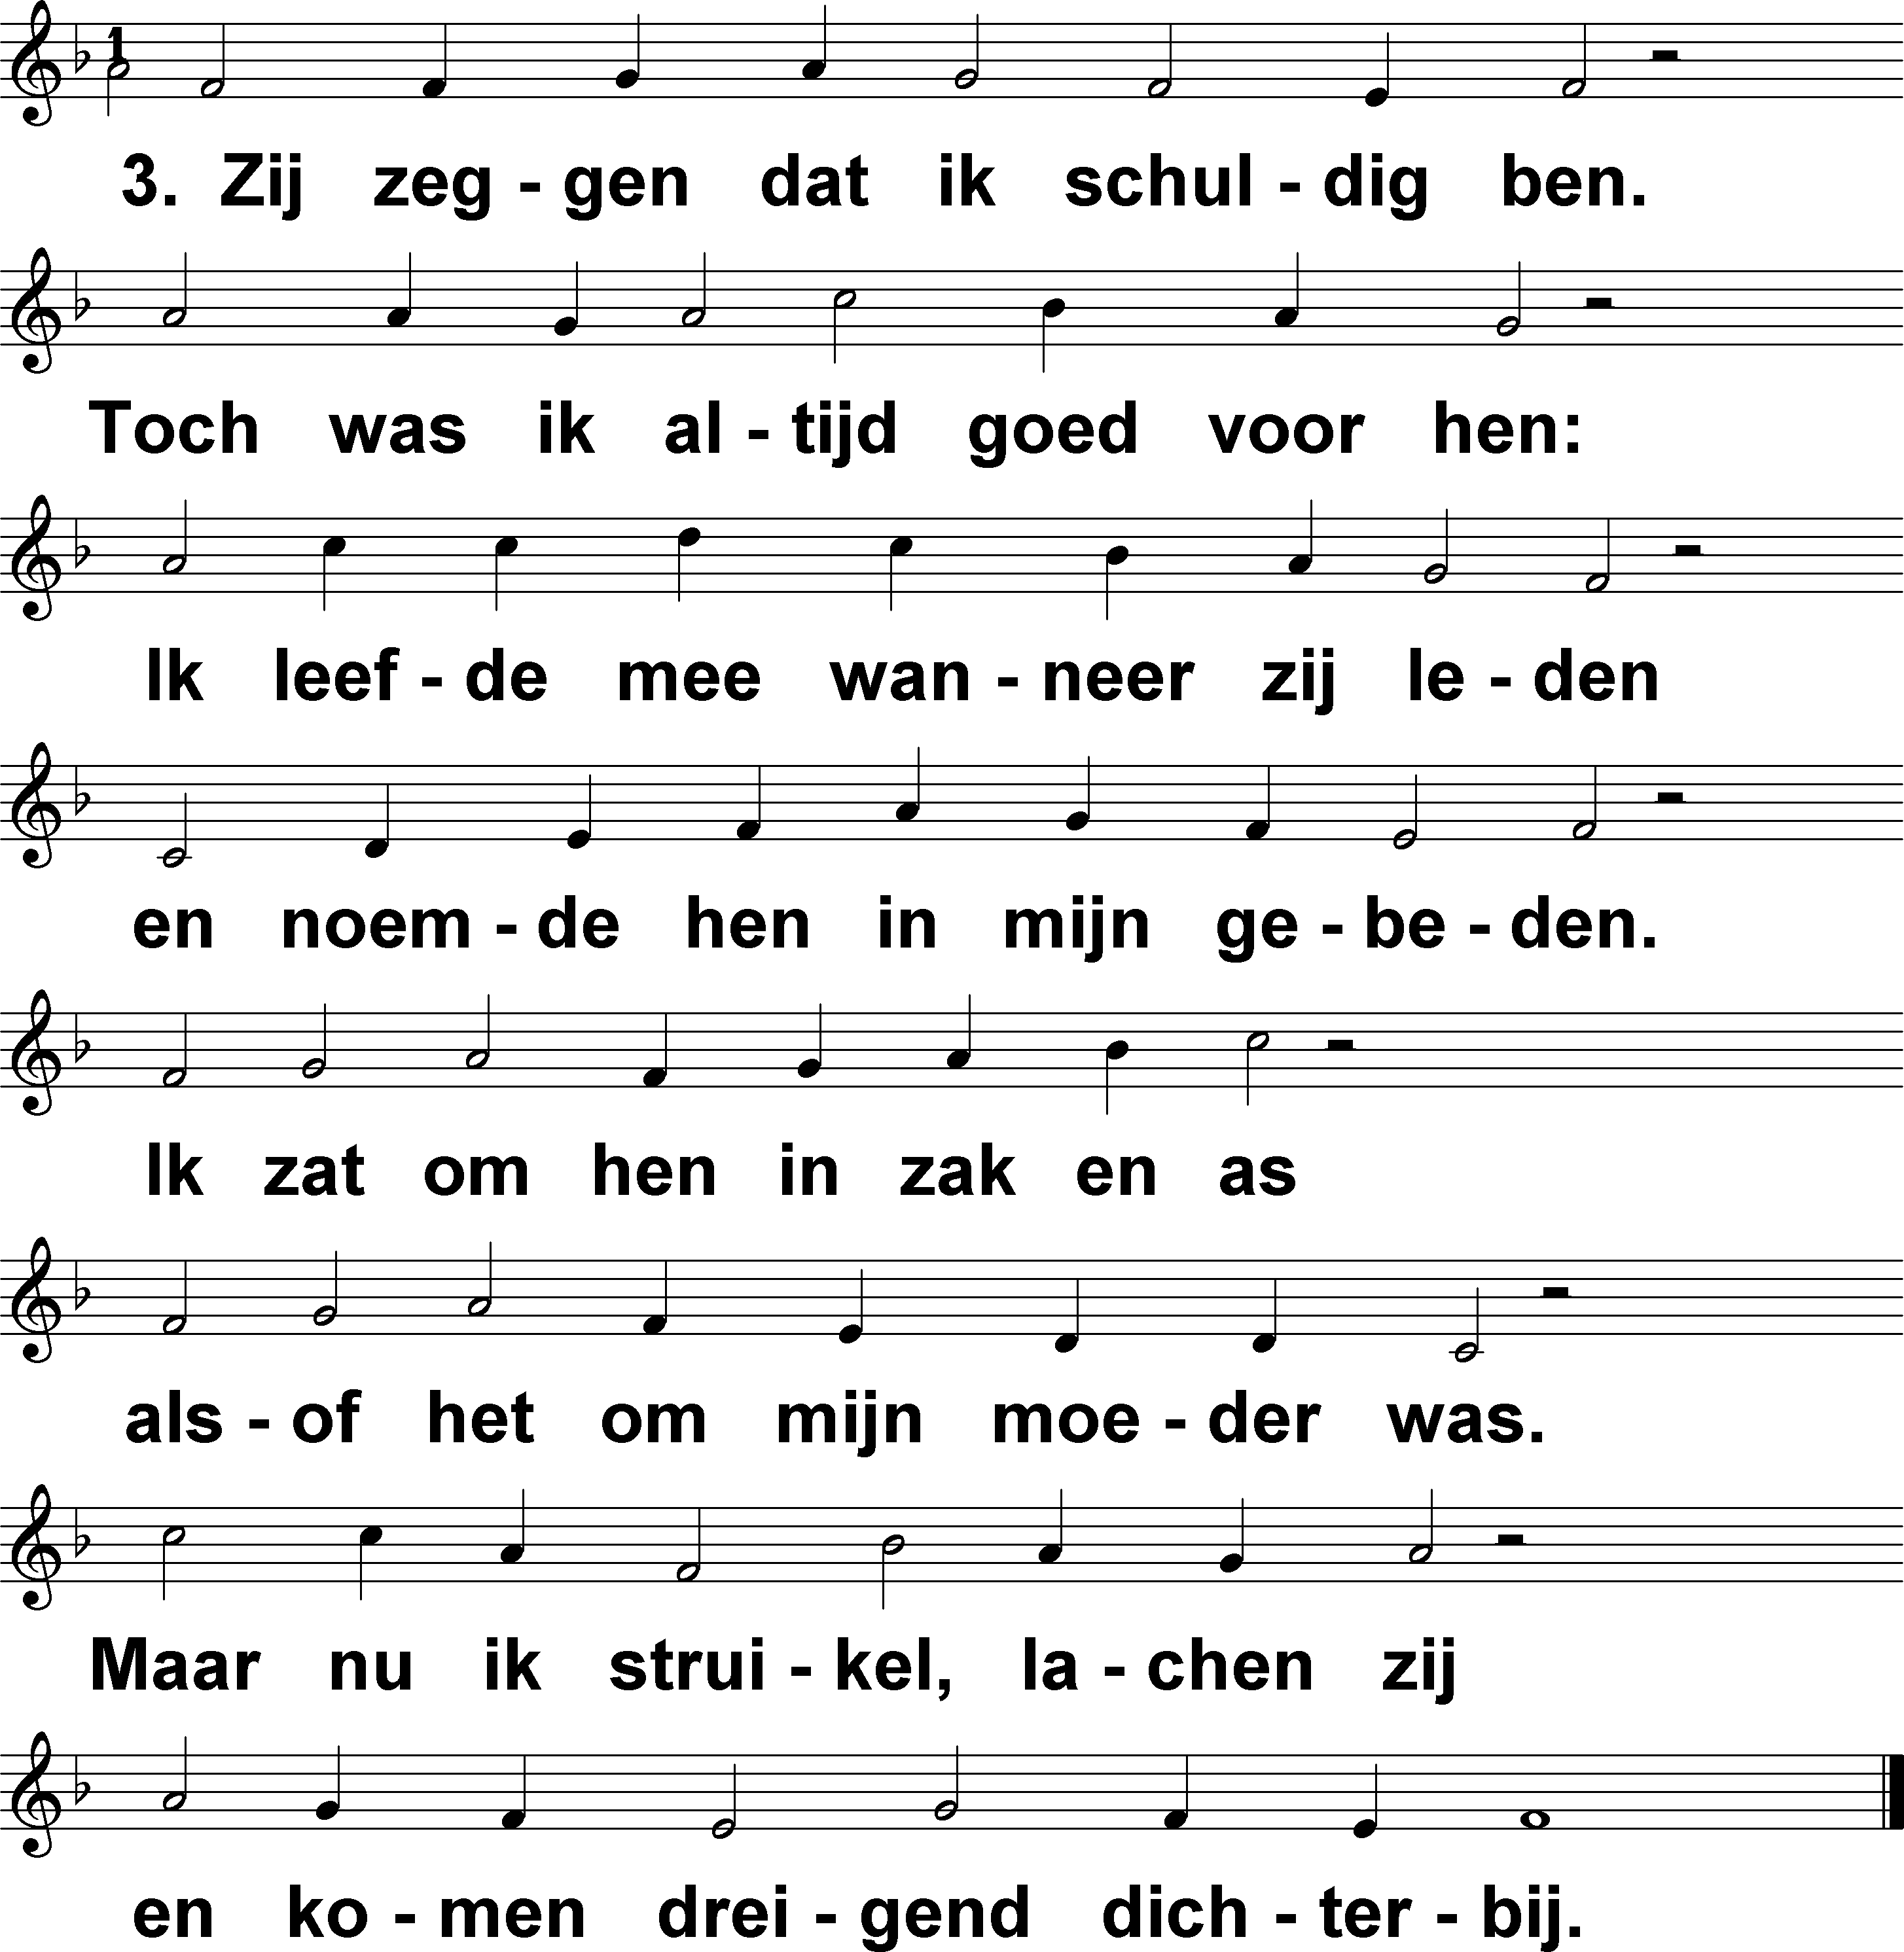 1
3. Zij zeg - gen dat ik schul - dig ben.
Toch was ik al - tijd goed voor hen:
Ik leef - de mee wan - neer zij le - den
en noem - de hen in mijn ge - be - den.
Ik zat om hen in zak en as
als - of het om mijn moe - der was.
Maar nu ik strui - kel, la - chen zij
en ko - men drei - gend dich - ter - bij.